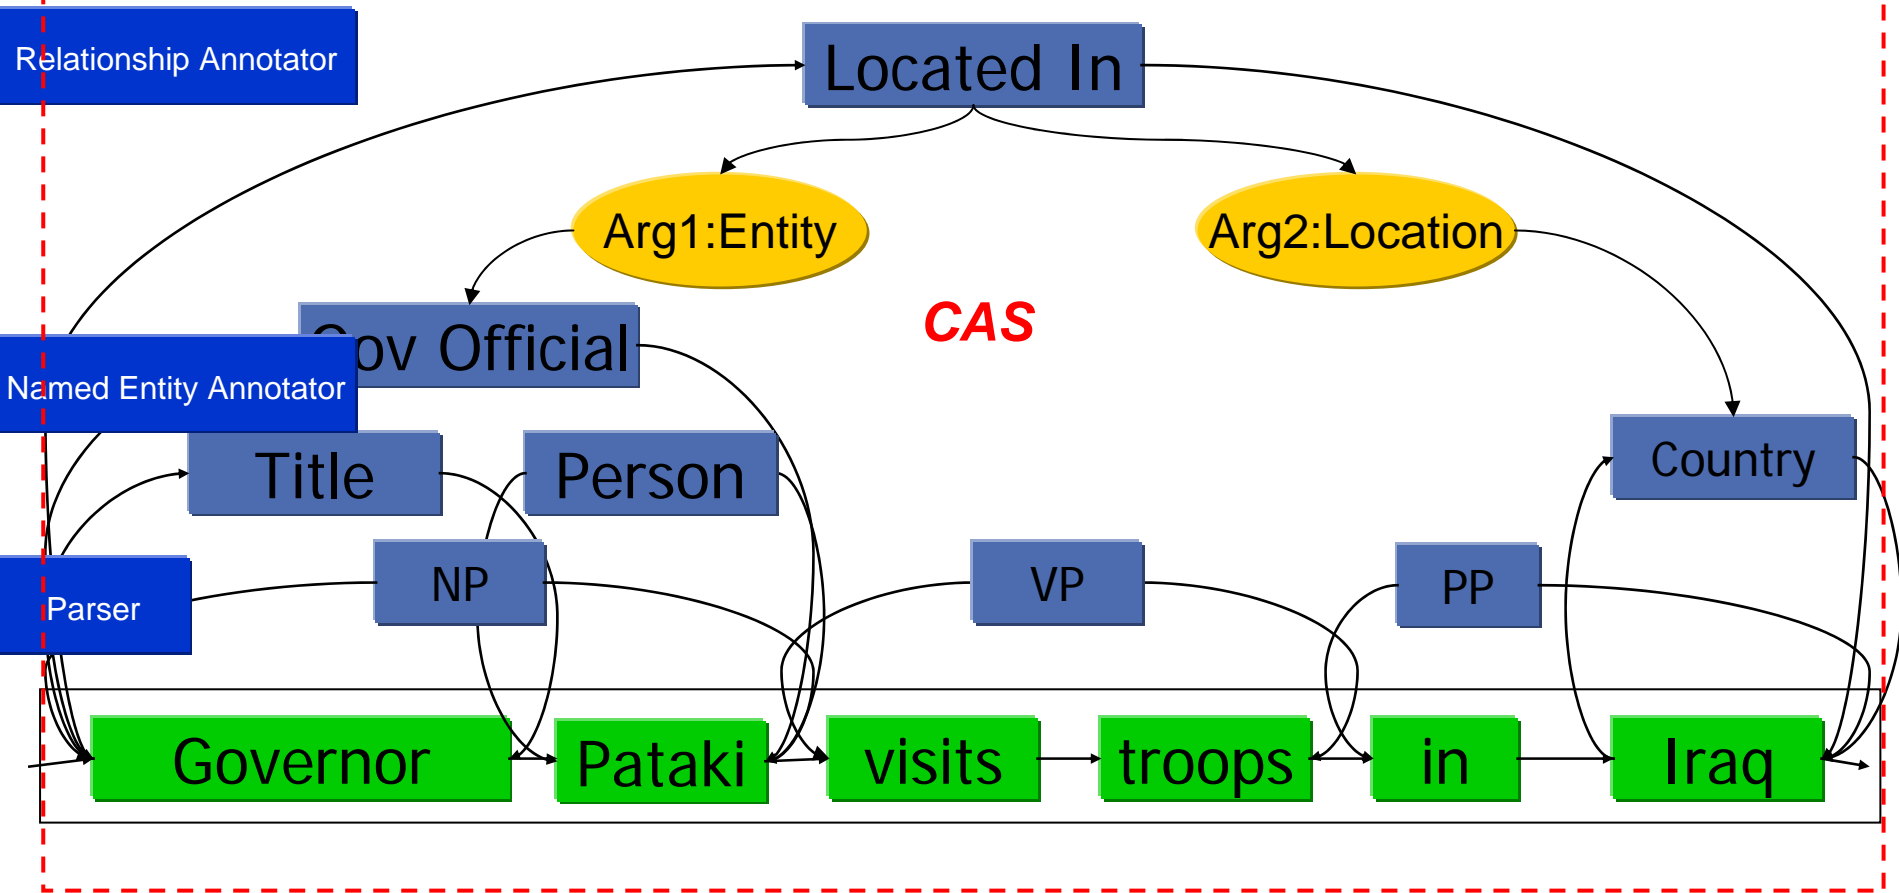 Relationship Annotator
Located In
Arg1:Entity
Arg2:Location
CAS
Gov Official
Named Entity Annotator
Title
Person
Country
NP
VP
PP
Parser
Governor
Pataki
visits
troops
in
Iraq